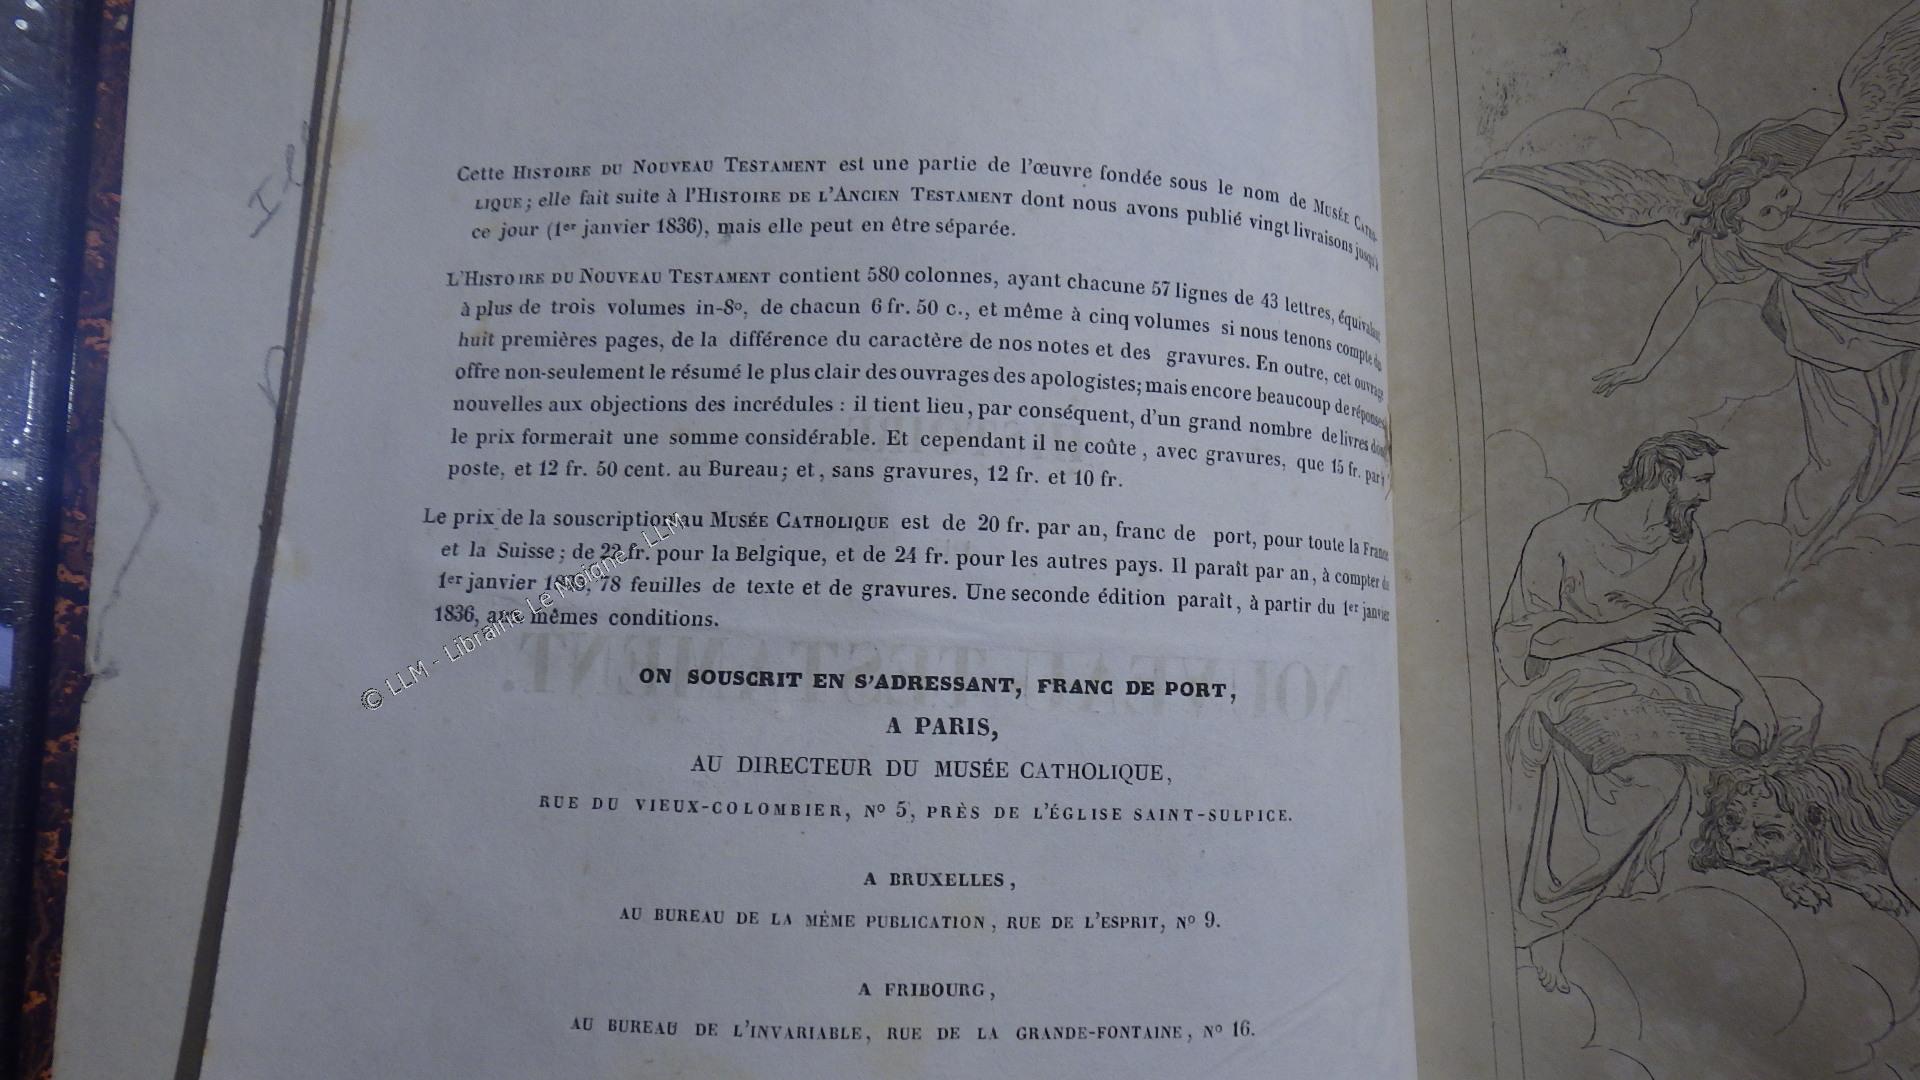 Cette HISTOIRE DU NOUVEAU TESTAMENT est une partie de l'œuvre fondée sous le nom de MUSÉE CATHO-
LIQUE; elle fait suite à l'HISTOIRE DE L'ANCIEN TESTAMENT dont nous avons publié vingt livraisons jusqu'à
ce jour (1er janvier 1836), mais elle peut en être séparée.
L'HISTOIRE DU NOUVEAU TESTAMENT contient 580 colonnes, ayant chacune 57 lignes de 43 lettres, équivalant
à plus de trois volumes in-8º, de chacun 6 fr. 50 c., et même à cinq volumes si nous tenons compte
huit premières pages, de la différence du caractère de nos notes et des gravures. En outre, cet ouvrage
offre non-seulement le résumé le plus clair des ouvrages des apologistes; mais encore beaucoup de réponses
nouvelles aux objections des incrédules : il tient lieu, par conséquent, d'un grand nombre de livres dont
le prix formerait une somme considérable. Et cependant il ne coûte, avec gravures, que 15 fr. par
poste, et 12 fr. 50 cent. au Bureau; et, sans gravures, 12 fr. et 10 fr.
Le prix de la souscription au MUSÉE CATHOLIQUE est de 20 fr. par an, franc de port, pour toute la France
et la Suisse; de 22 fr. pour la Belgique, et de 24 fr. pour les autres pays. Il paraît par an, à compter
1er janvier 78 feuilles de texte et de gravures. Une seconde édition paraît, à partir du 1er janvier
1836, aux mêmes conditions.
© LLM - Librairie Le Moigne - LLM
ON SOUSCRIT EN S'ADRESSANT, FRANC DE PORT,
A PARIS,
AU DIRECTEUR DU MUSÉE CATHOLIQUE,
RUE DU VIEUX-COLOMBIER, Nº 5, PRÈS DE L'ÉGLISE SAINT-SULPICE.
A BRUXELLES,
AU BUREAU DE LA MÊME PUBLICATION, RUE DE L'ESPRIT, Nº 9.
A FRIBOURG,
AU BUREAU DE L'INVARIABLE, RUE DE LA GRANDE-FONTAINE, Nº 16.